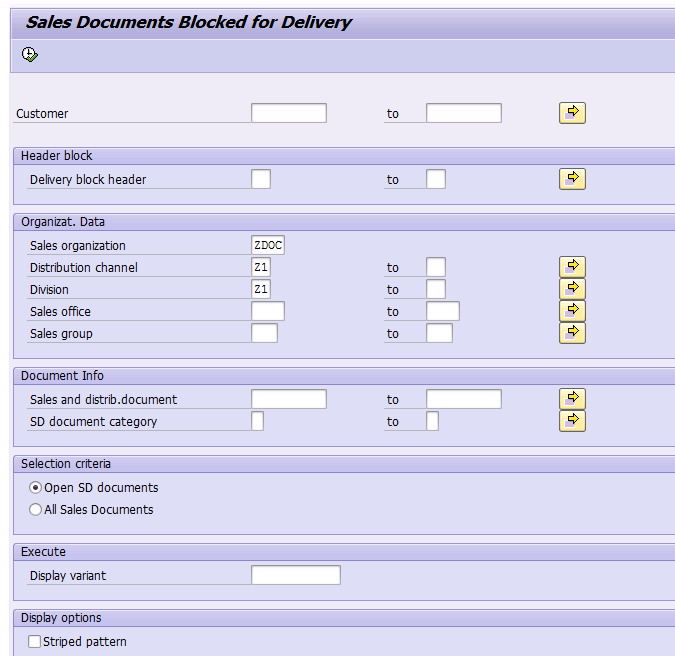 Sales Documents Blocked for Delivery
Customer to
Header block
Delivery block header to
Organizat. Data
Sales organization ZDOC
Distribution channel Z1 to
Division Z1 to
Sales office to
Sales group to
Document Info
Sales and distrib.document to
SD document category to
Selection criteria
Open SD documents
All Sales Documents
Execute
Display variant
Display options
Striped pattern